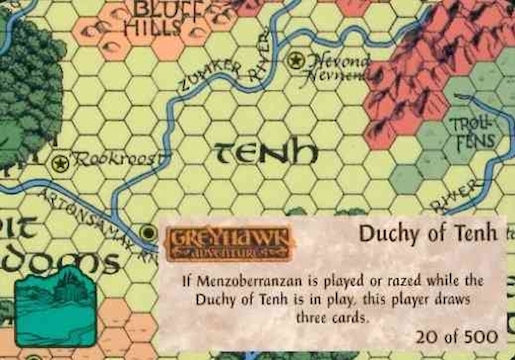 BLUFF
HILLS
ZUMKER RIVER
Nevond
Nevnend
TROLL
FENS
TENH
Rookroost
ARTONSAMAY
RIVER
GREYHAWK
ADVENTURES
Duchy of Tenh
If Menzoberranzan is played or razed while the
Duchy of Tenh is in play, this player draws
three cards.
20 of 500